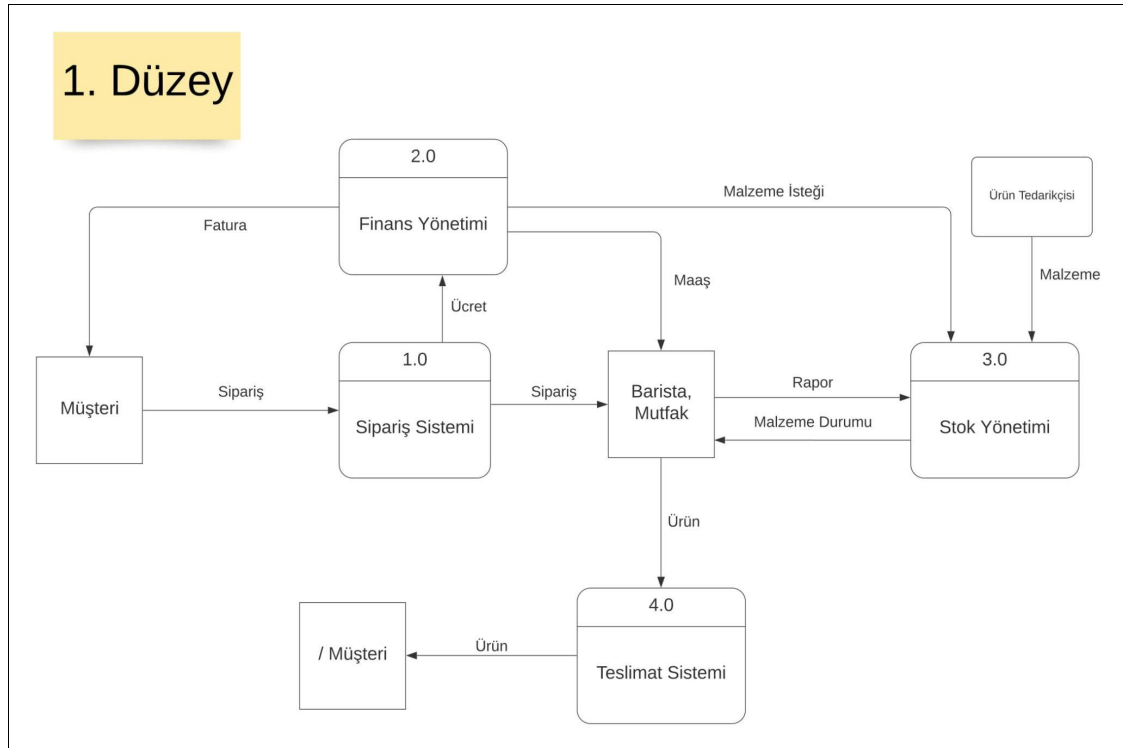 1. Düzey
2.0
Finans Yönetimi
Fatura
Malzeme İsteği
Ürün Tedarikçisi
Maaş
Malzeme
Ücret
Müşteri
Sipariş
1.0
Sipariş Sistemi
Sipariş
Barista,
Mutfak
Rapor
Malzeme Durumu
3.0
Stok Yönetimi
Ürün
4.0
Teslimat Sistemi
Ürün
/ Müşteri